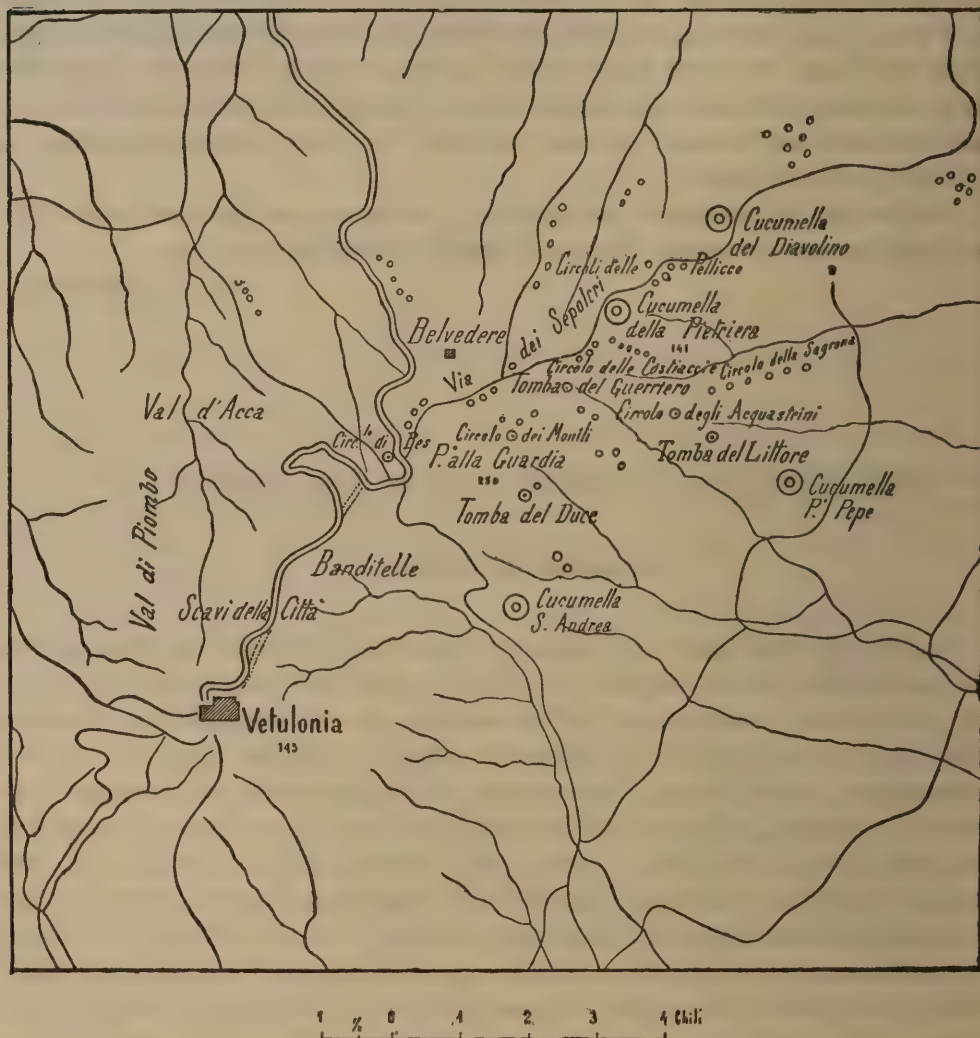 Cucumella
del Diavolino
Circoli delle Pellicce
Cucumella
della Pietriera
141
Belvedere
Via dei Sepolcri
Circolo delle Costiaccie
Circolo della Sagrona
Tomba del Guerriero
Val d'Acca
Circolo degli Acquastrini
Circ.lo di Bes
Circolo dei Monili
P.o alla Guardia
Tomba del Littore
Cucumella
P.o Pepe
Tomba del Duce
Val di Piombo
Banditelle
Scavi della Città
Cucumella
S. Andrea
Vetulonia
1 ½ 0 1 2 3 4 Chili